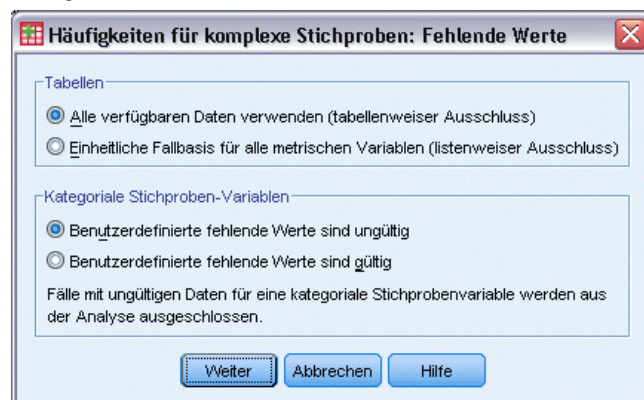 Häufigkeiten für komplexe Stichproben: Fehlende Werte
Tabellen
Alle verfügbaren Daten verwenden (tabellenweiser Ausschluss)
Einheitliche Fallbasis für alle metrischen Variablen (listenweiser Ausschluss)
Kategoriale Stichproben-Variablen
Benutzerdefinierte fehlende Werte sind ungültig
Benutzerdefinierte fehlende Werte sind gültig
Fälle mit ungültigen Daten für eine kategoriale Stichprobenvariable werden aus
der Analyse ausgeschlossen.
Weiter Abbrechen Hilfe